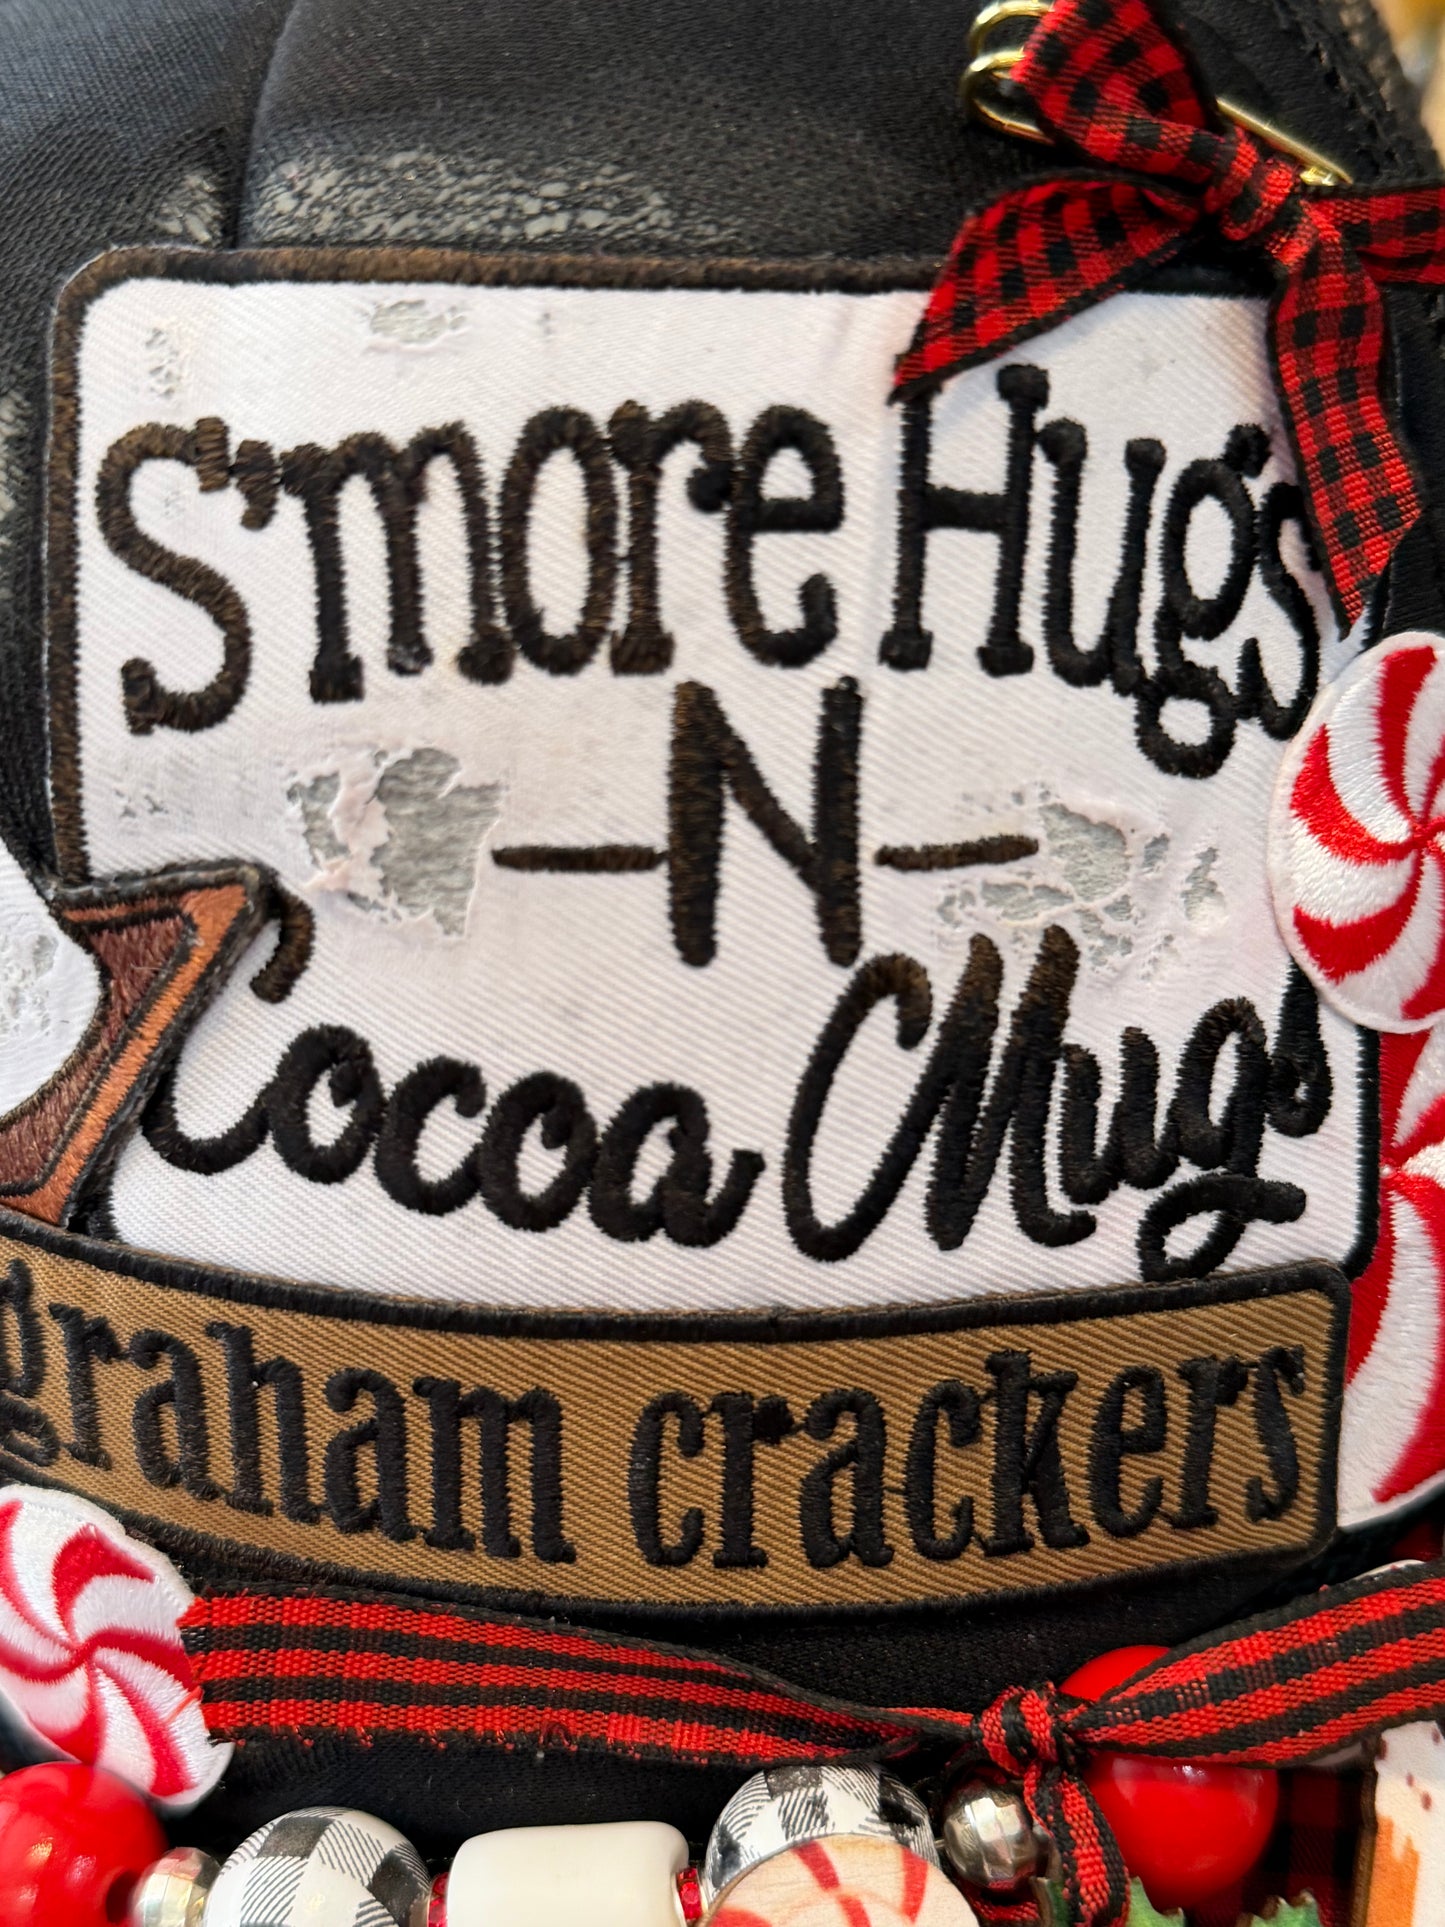 S'more Hugs
-N-
Cocoa Mugs
graham crackers